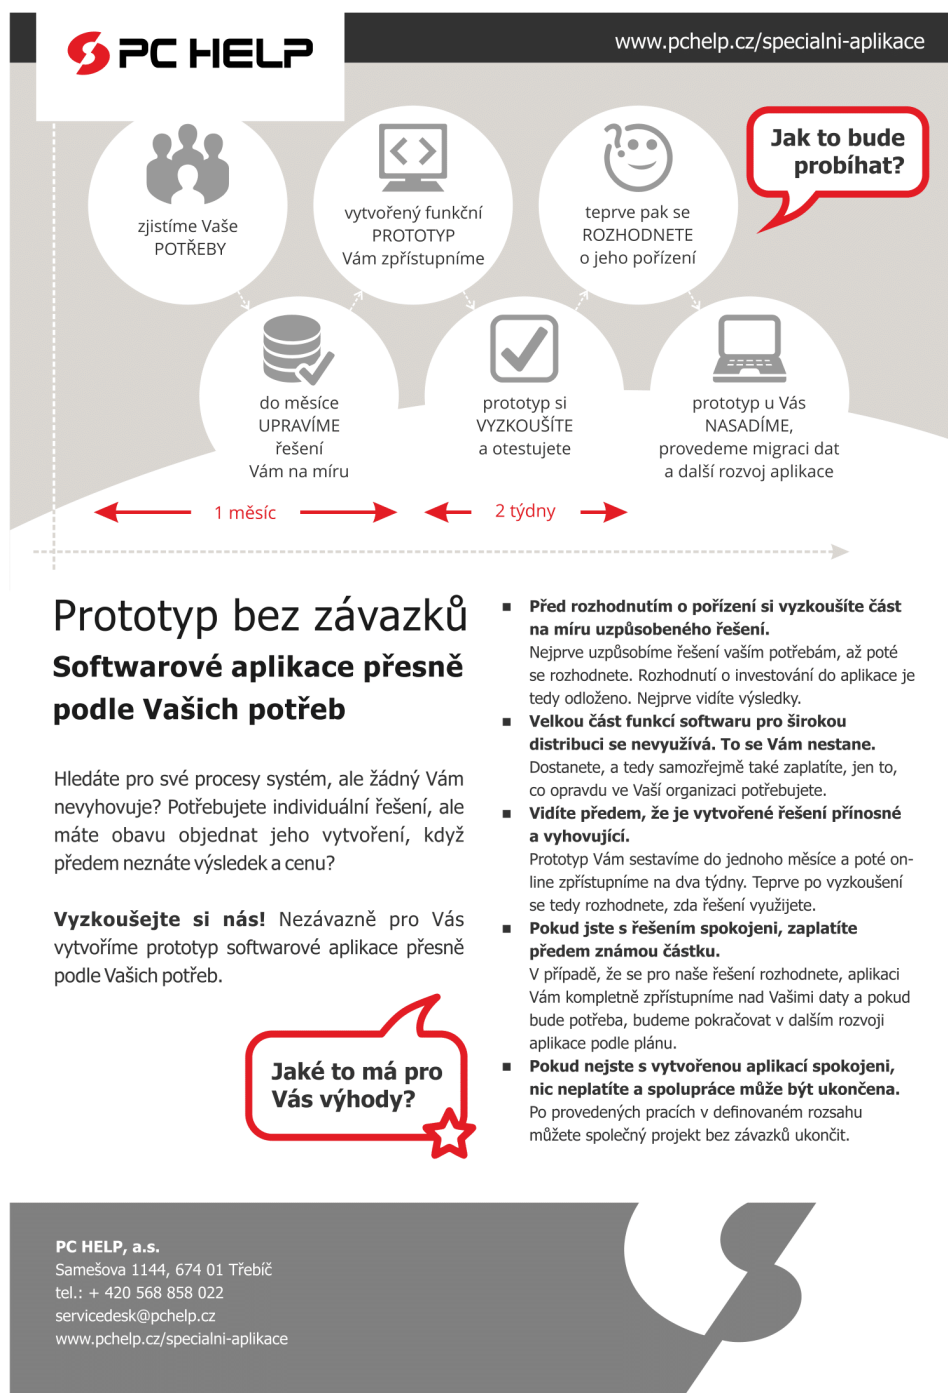 PC HELP
www.pchelp.cz/specialni-aplikace
Jak to bude
probíhat?
zjistíme Vaše
POTŘEBY
vytvořený funkční
PROTOTYP
Vám zpřístupníme
teprve pak se
ROZHODNETE
o jeho pořízení
do měsíce
UPRAVÍME
řešení
Vám na míru
prototyp si
VYZKOUŠÍTE
a otestujete
prototyp u Vás
NASADÍME,
provedeme migraci dat
a další rozvoj aplikace
1 měsíc
2 týdny
Prototyp bez závazků
Softwarové aplikace přesně
podle Vašich potřeb
Hledáte pro své procesy systém, ale žádný Vám
nevyhovuje? Potřebujete individuální řešení, ale
máte obavu objednat jeho vytvoření, když
předem neznáte výsledek a cenu?
Vyzkoušejte si nás! Nezávazně pro Vás
vytvoříme prototyp softwarové aplikace přesně
podle Vašich potřeb.
Jaké to má pro
Vás výhody?
■ Před rozhodnutím o pořízení si vyzkoušíte část
na míru uzpůsobeného řešení.
Nejprve uzpůsobíme řešení vaším potřebám, až poté
se rozhodnete. Rozhodnutí o investování do aplikace je
tedy odloženo. Nejprve vidíte výsledky.
■ Velkou část funkcí softwaru pro širokou
distribuci se nevyužívá. To se Vám nestane.
Dostanete, a tedy samozřejmě také zaplatíte, jen to,
co opravdu ve Vaší organizaci potřebujete.
■ Vidíte předem, že je vytvořené řešení přínosné
a vyhovující.
Prototyp Vám sestavíme do jednoho měsíce a poté on-
line zpřístupníme na dva týdny. Teprve po vyzkoušení
se tedy rozhodnete, zda řešení využijete.
■ Pokud jste s řešením spokojeni, zaplatíte
předem známou částku.
V případě, že se pro naše řešení rozhodnete, aplikaci
Vám kompletně zpřístupníme nad Vašimi daty a pokud
bude potřeba, budeme pokračovat v dalším rozvoji
aplikace podle plánu.
■ Pokud nejste s vytvořenou aplikací spokojeni,
nic neplatíte a spolupráce může být ukončena.
Po provedených pracích v definovaném rozsahu
můžete společný projekt bez závazků ukončit.
PC HELP, a.s.
Samešova 1144, 674 01 Třebíč
tel.: + 420 568 858 022
servicedesk@pchelp.cz
www.pchelp.cz/specialni-aplikace